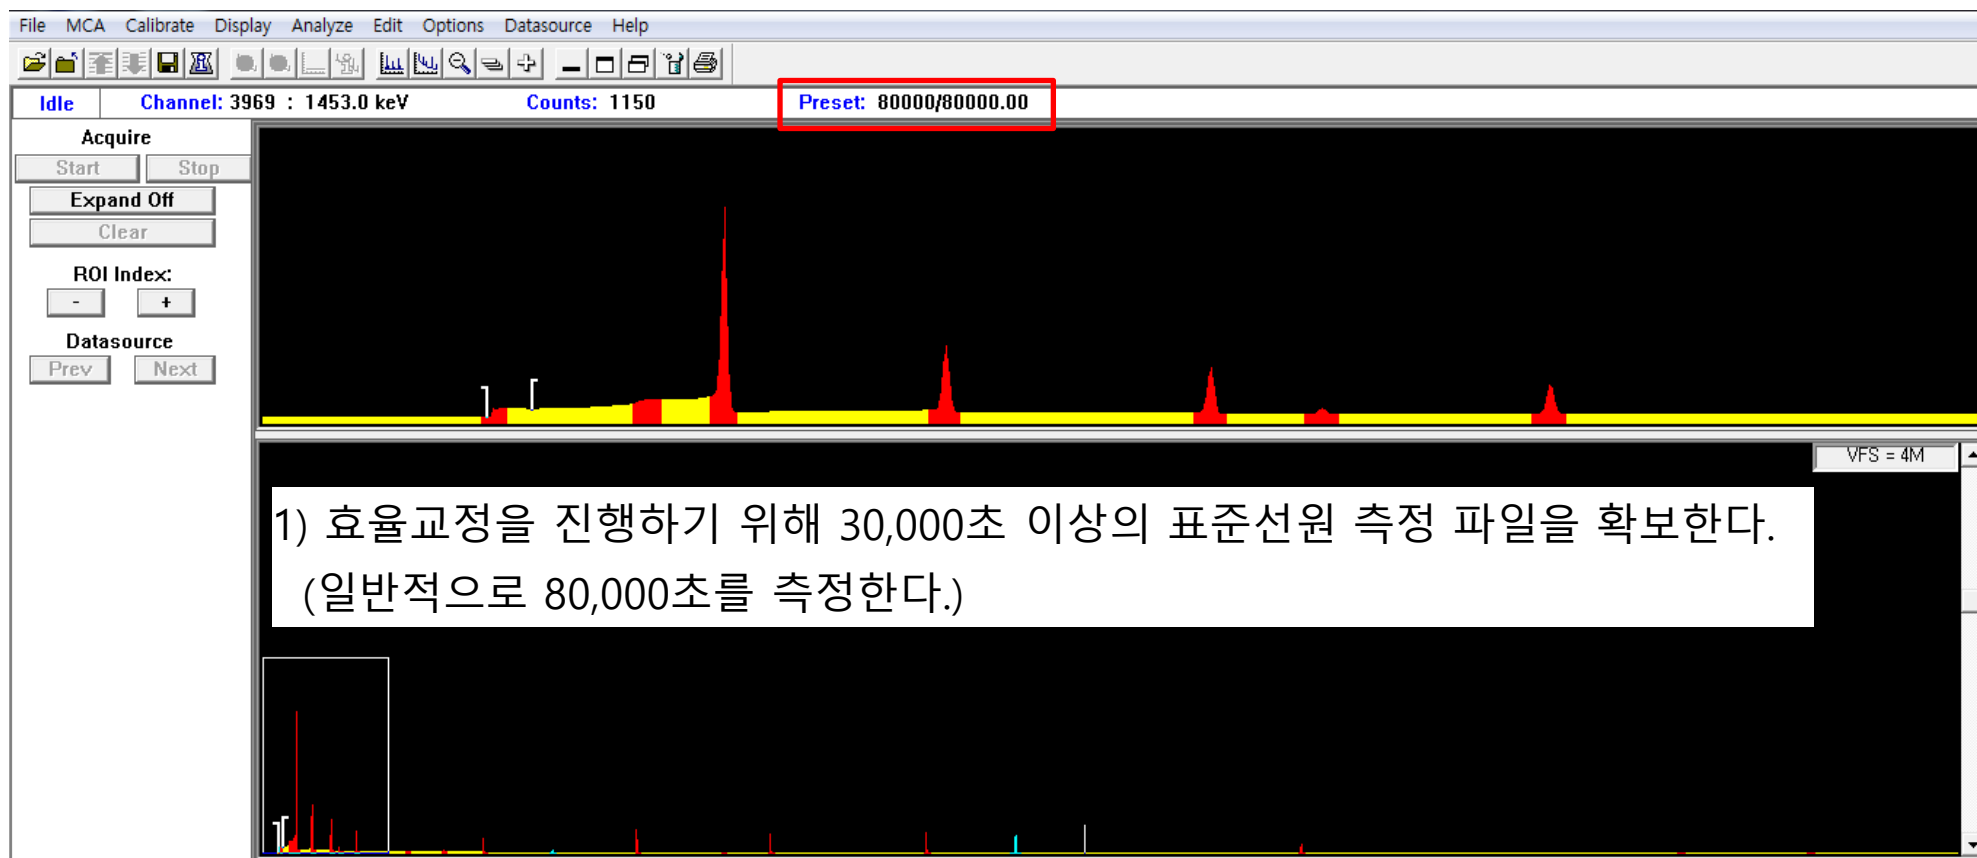 File MCA Calibrate Display Analyze Edit Options Datasource Help
Idle Channel: 3969 : 1453.0 keV Counts: 1150 Preset: 80000/80000.00
Acquire
Start Stop
Expand Off
Clear
ROI Index:
- +
Datasource
Prev Next
VFS = 4M
1) 효율교정을 진행하기 위해 30,000초 이상의 표준선원 측정 파일을 확보한다.
(일반적으로 80,000초를 측정한다.)